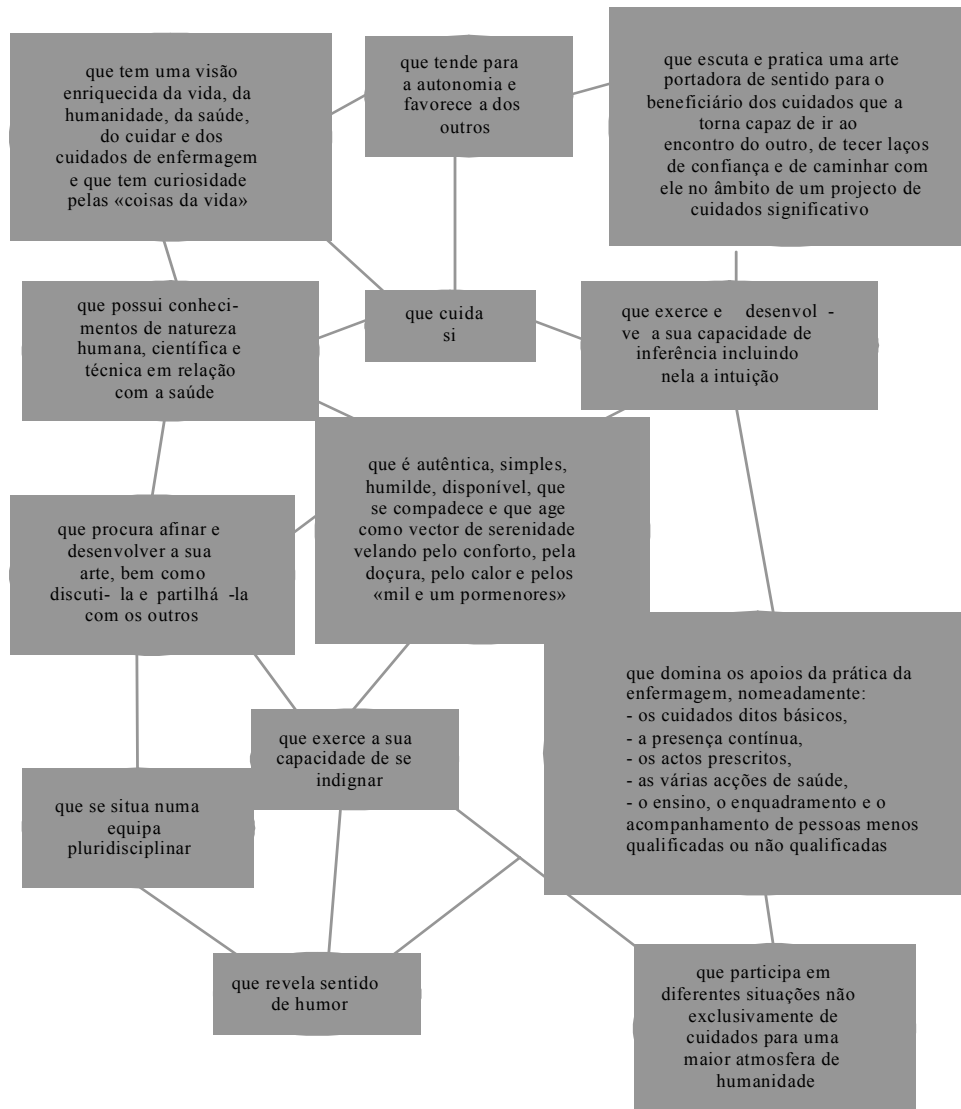 que tem uma visão
enriquecida da vida, da
humanidade, da saúde,
do cuidar e dos
cuidados de enfermagem
e que tem curiosidade
pelas «coisas da vida»
que tende para
a autonomia e
favorece a dos
outros
que escuta e pratica uma arte
portadora de sentido para o
beneficiário dos cuidados que a
torna capaz de ir ao
encontro do outro, de tecer laços
de confiança e de caminhar com
ele no âmbito de um projecto de
cuidados significativo
que possui conheci-
mentos de natureza
humana, científica e
técnica em relação
com a saúde
que cuida
si
que exerce e desenvol -
ve a sua capacidade de
inferência incluindo
nela a intuição
que é autêntica, simples,
humilde, disponível, que
se compadece e que age
como vector de serenidade
velando pelo conforto, pela
doçura, pelo calor e pelos
«mil e um pormenores»
que procura afinar e
desenvolver a sua
arte, bem como
discuti- la e partilhá -la
com os outros
que domina os apoios da prática da
enfermagem, nomeadamente:
- os cuidados ditos básicos,
- a presença contínua,
- os actos prescritos,
- as várias acções de saúde,
- o ensino, o enquadramento e o
acompanhamento de pessoas menos
qualificadas ou não qualificadas
que exerce a sua
capacidade de se
indignar
que se situa numa
equipa
pluridisciplinar
que revela sentido
de humor
que participa em
diferentes situações não
exclusivamente de
cuidados para uma
maior atmosfera de
humanidade